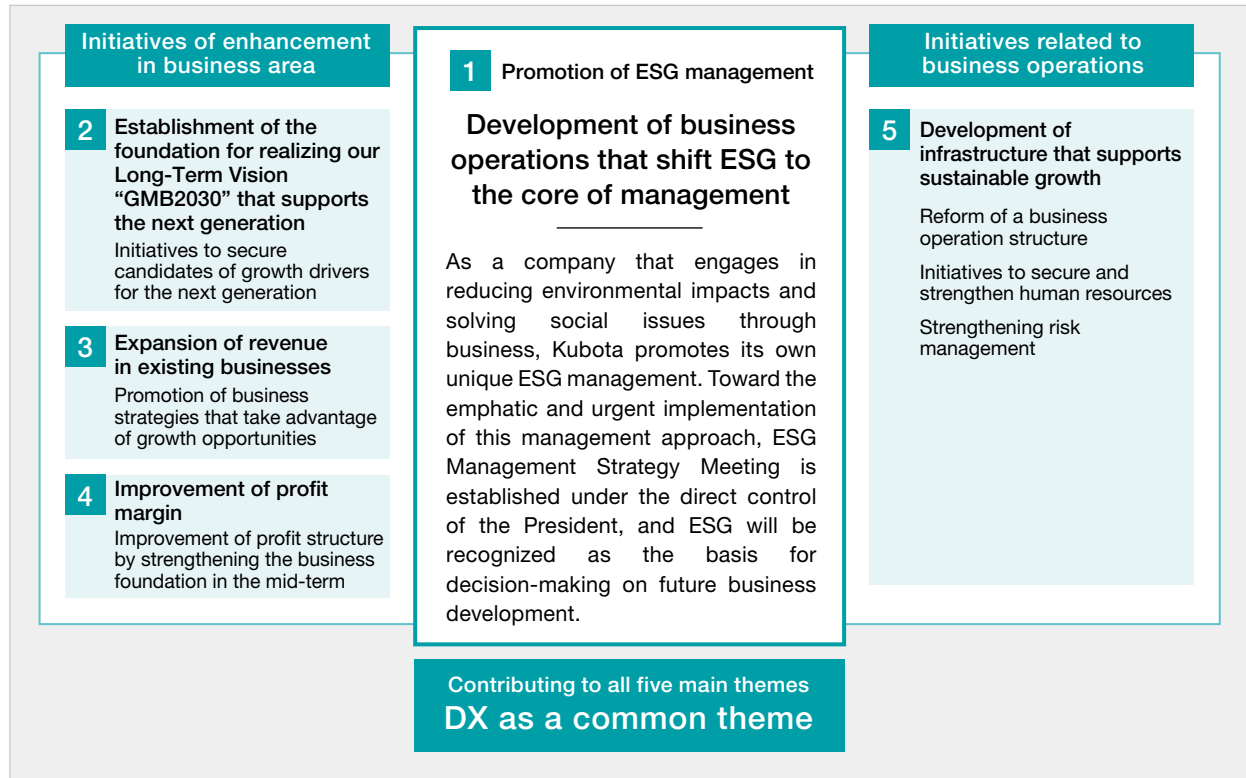 Initiatives of enhancement
in business area
2
Establishment of the
foundation for realizing our
Long-Term Vision
“GMB2030” that supports
the next generation
Initiatives to secure
candidates of growth drivers
for the next generation
3
Expansion of revenue
in existing businesses
Promotion of business
strategies that take advantage
of growth opportunities
4
Improvement of profit
margin
Improvement of profit structure
by strengthening the business
foundation in the mid-term
1 Promotion of ESG management
Development of business
operations that shift ESG to
the core of management
As a company that engages in
reducing environmental impacts and
solving social issues through
business, Kubota promotes its own
unique ESG management. Toward the
emphatic and urgent implementation
of this management approach, ESG
Management Strategy Meeting is
established under the direct control
of the President, and ESG will be
recognized as the basis for
decision-making on future business
development.
Initiatives related to
business operations
5
Development of
infrastructure that supports
sustainable growth
Reform of a business
operation structure
Initiatives to secure and
strengthen human resources
Strengthening risk
management
Contributing to all five main themes
DX as a common theme